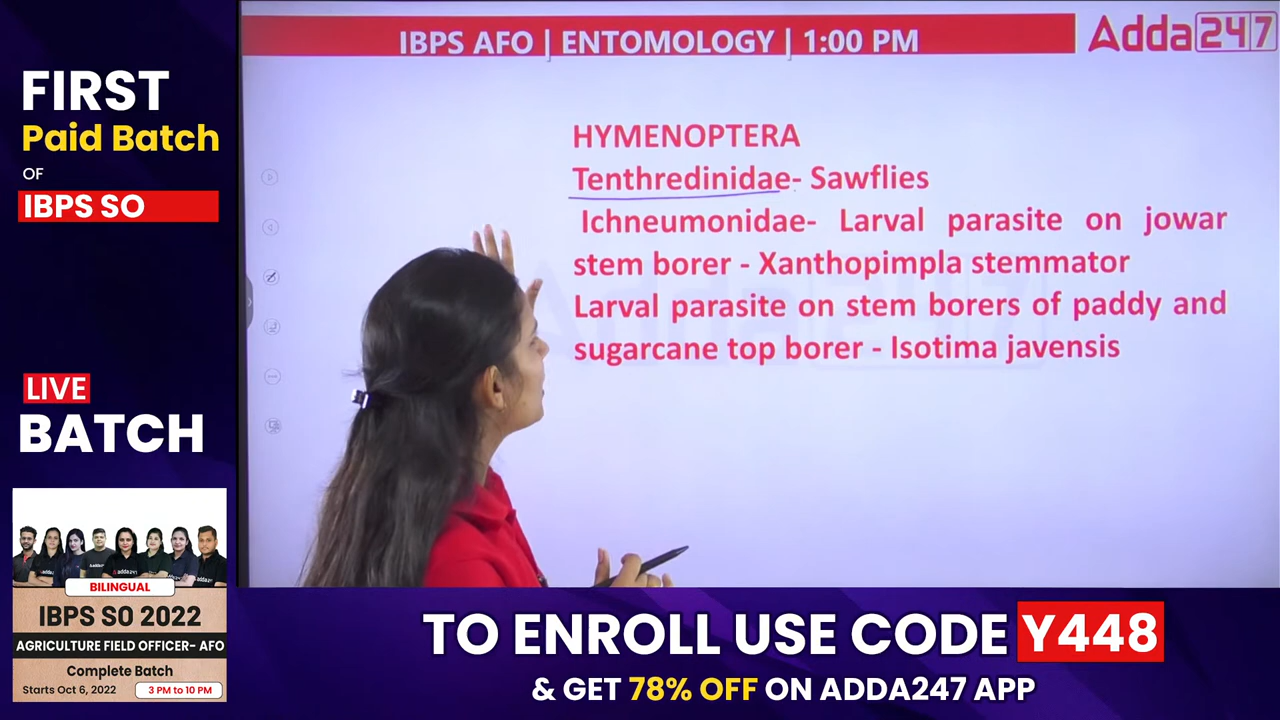 FIRST
Paid Batch
OF
IBPS SO
LIVE
BATCH
BILINGUAL
IBPS SO 2022
AGRICULTURE FIELD OFFICER- AFO
Complete Batch
Starts Oct 6, 2022
3 PM to 10 PM
IBPS AFO | ENTOMOLOGY | 1:00 PM
Adda247
HYMENOPTERA
Tenthredinidae- Sawflies
Ichneumonidae- Larval parasite on jowar
stem borer - Xanthopimpla stemmator
Larval parasite on stem borers of paddy and
sugarcane top borer - Isotima javensis
TO ENROLL USE CODE Y448
& GET 78% OFF ON ADDA247 APP